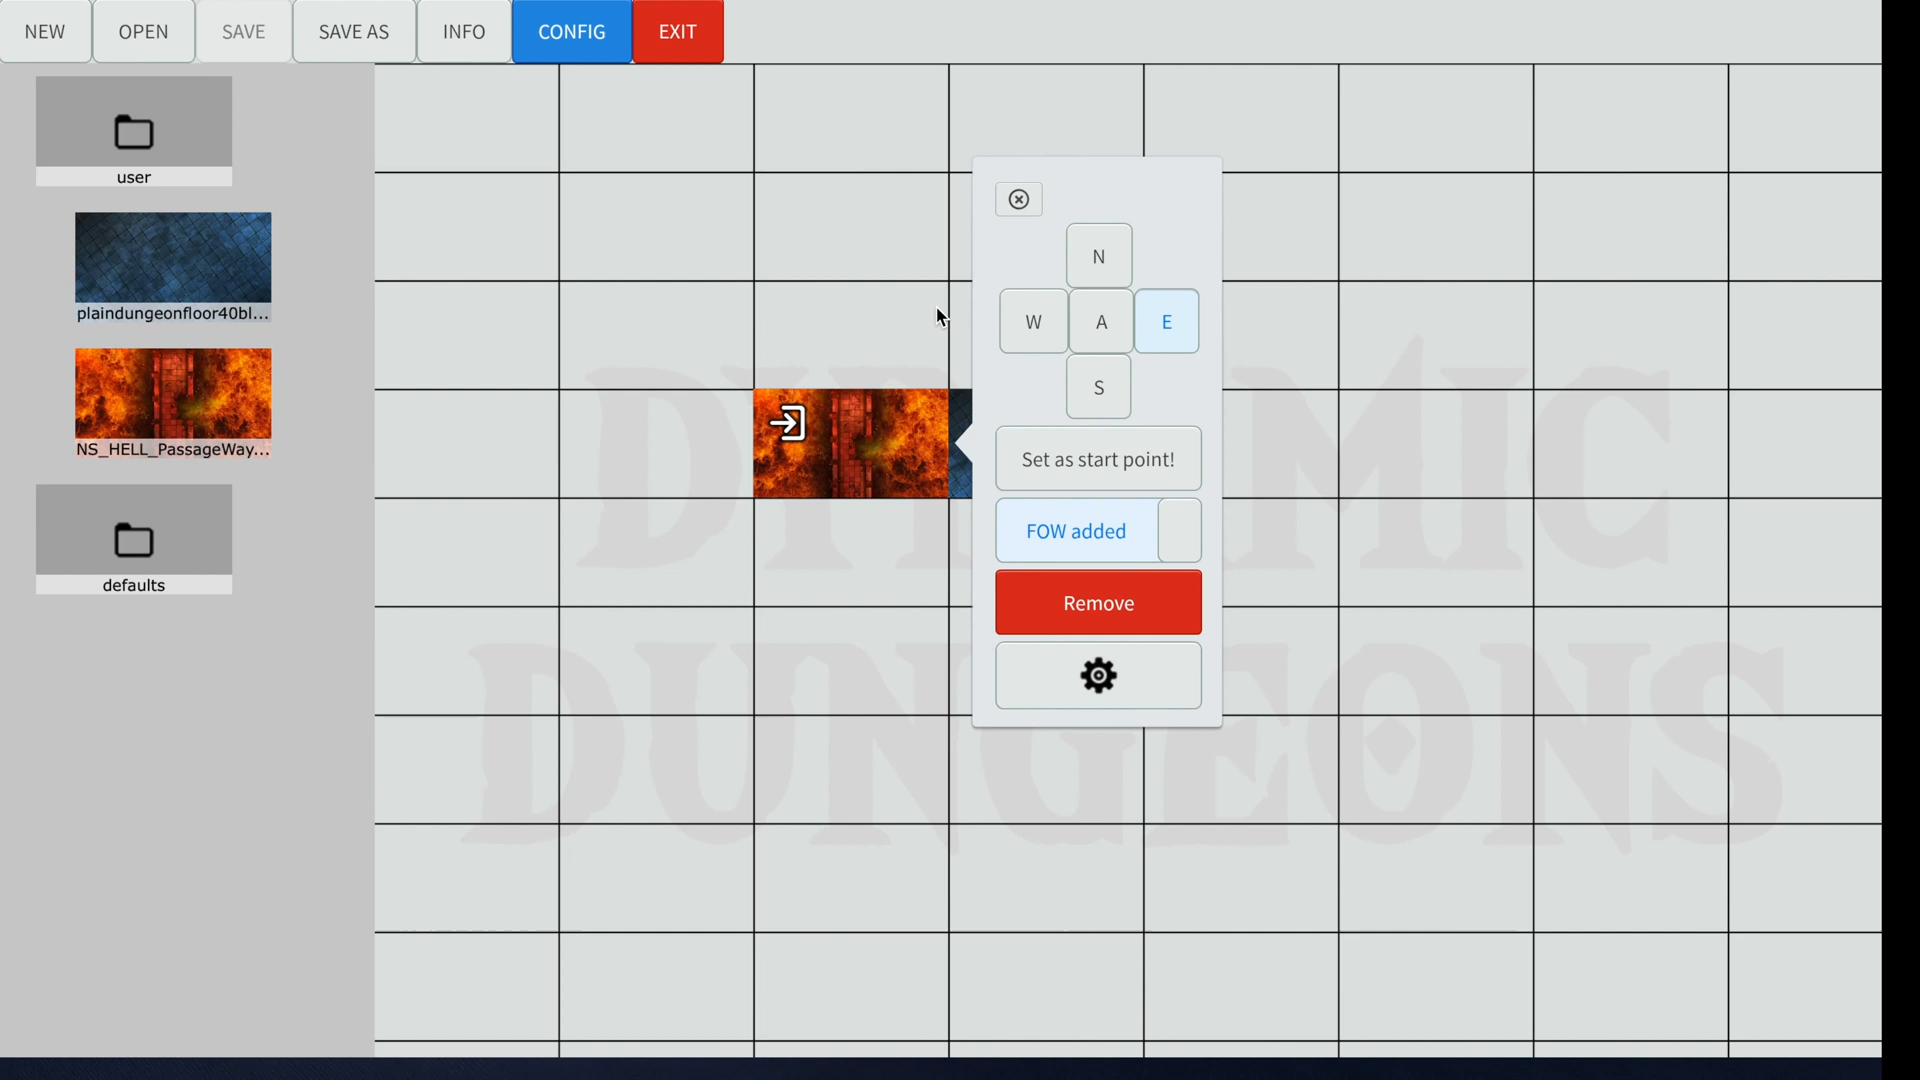 NEW OPEN SAVE SAVE AS INFO CONFIG EXIT
user
plaindungeonfloor40bl...
NS_HELL_PassageWay...
defaults
N
W A E
S
Set as start point!
FOW added
Remove
DUNGEONS